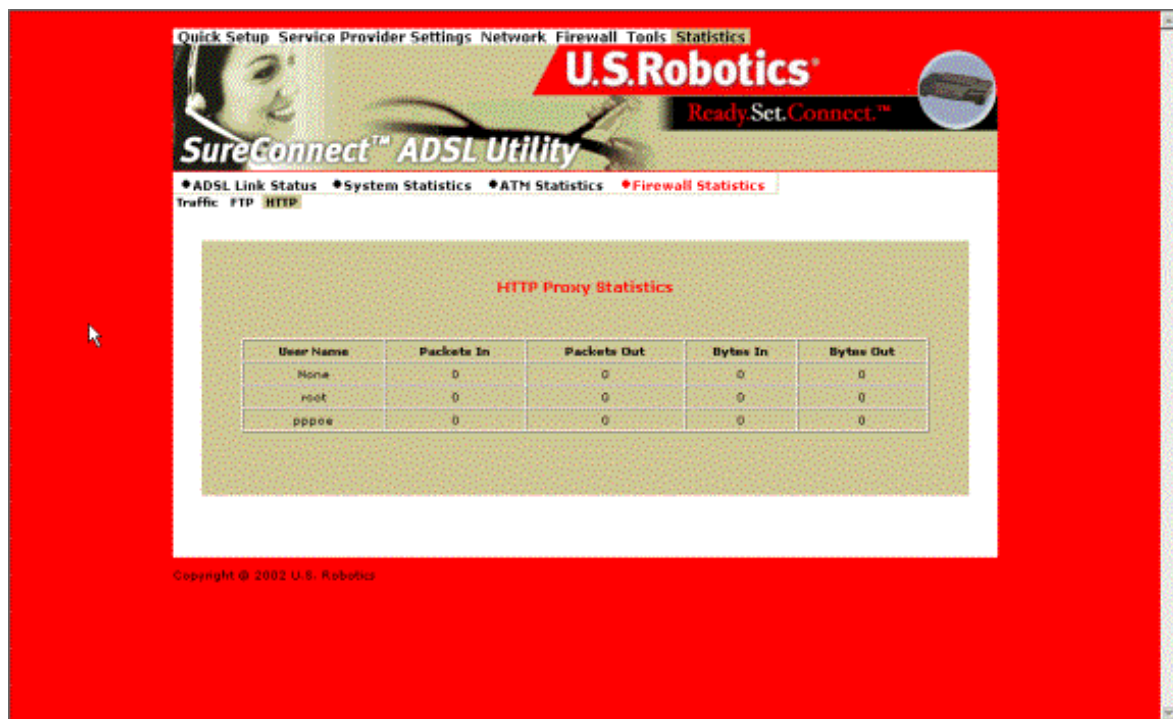 Quick Setup Service Provider Settings Network Firewall Tools Statistics
U.S.Robotics®
Ready.Set.Connect.™
SureConnect™ ADSL Utility
ADSL Link Status System Statistics ATM Statistics Firewall Statistics
Traffic FTP HTTP
HTTP Proxy Statistics
User Name Packets In Packets Out Bytes In Bytes Out
None 0 0 0 0
root 0 0 0 0
pppoe 0 0 0 0
Copyright © 2002 U.S. Robotics